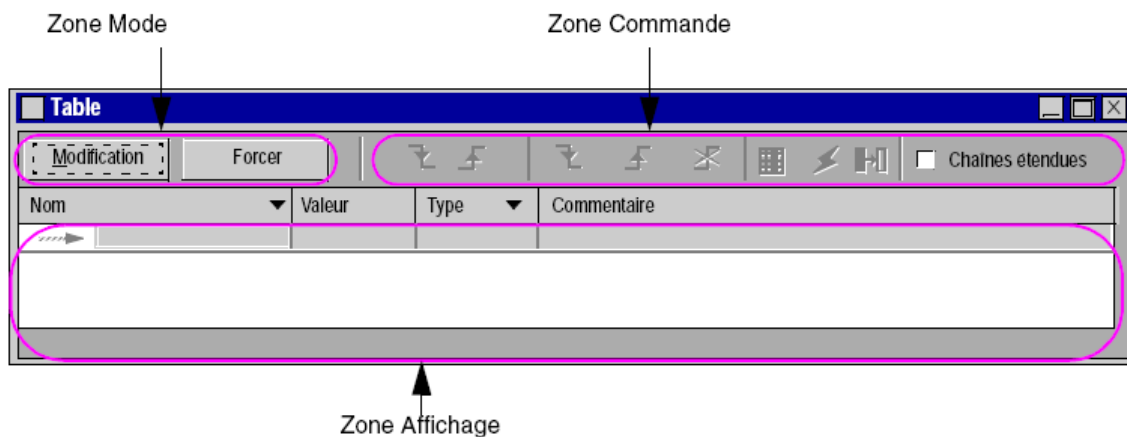 Zone Mode
Zone Commande
Table
Modification
Forcer
Chaînes étendues
Nom
Valeur
Type
Commentaire
Zone Affichage